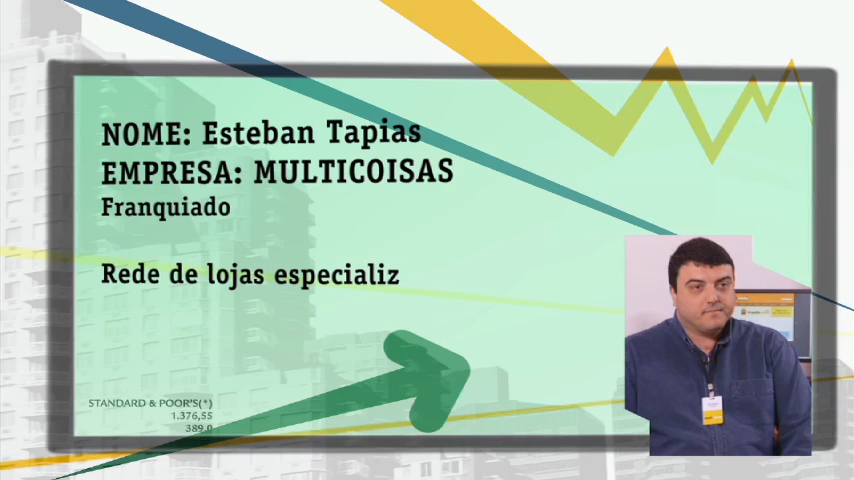 NOME: Esteban Tapias
EMPRESA: MULTICOISAS
Franquiado
Rede de lojas especializ
STANDARD & POOR'S(*)
1.376,55
389.0